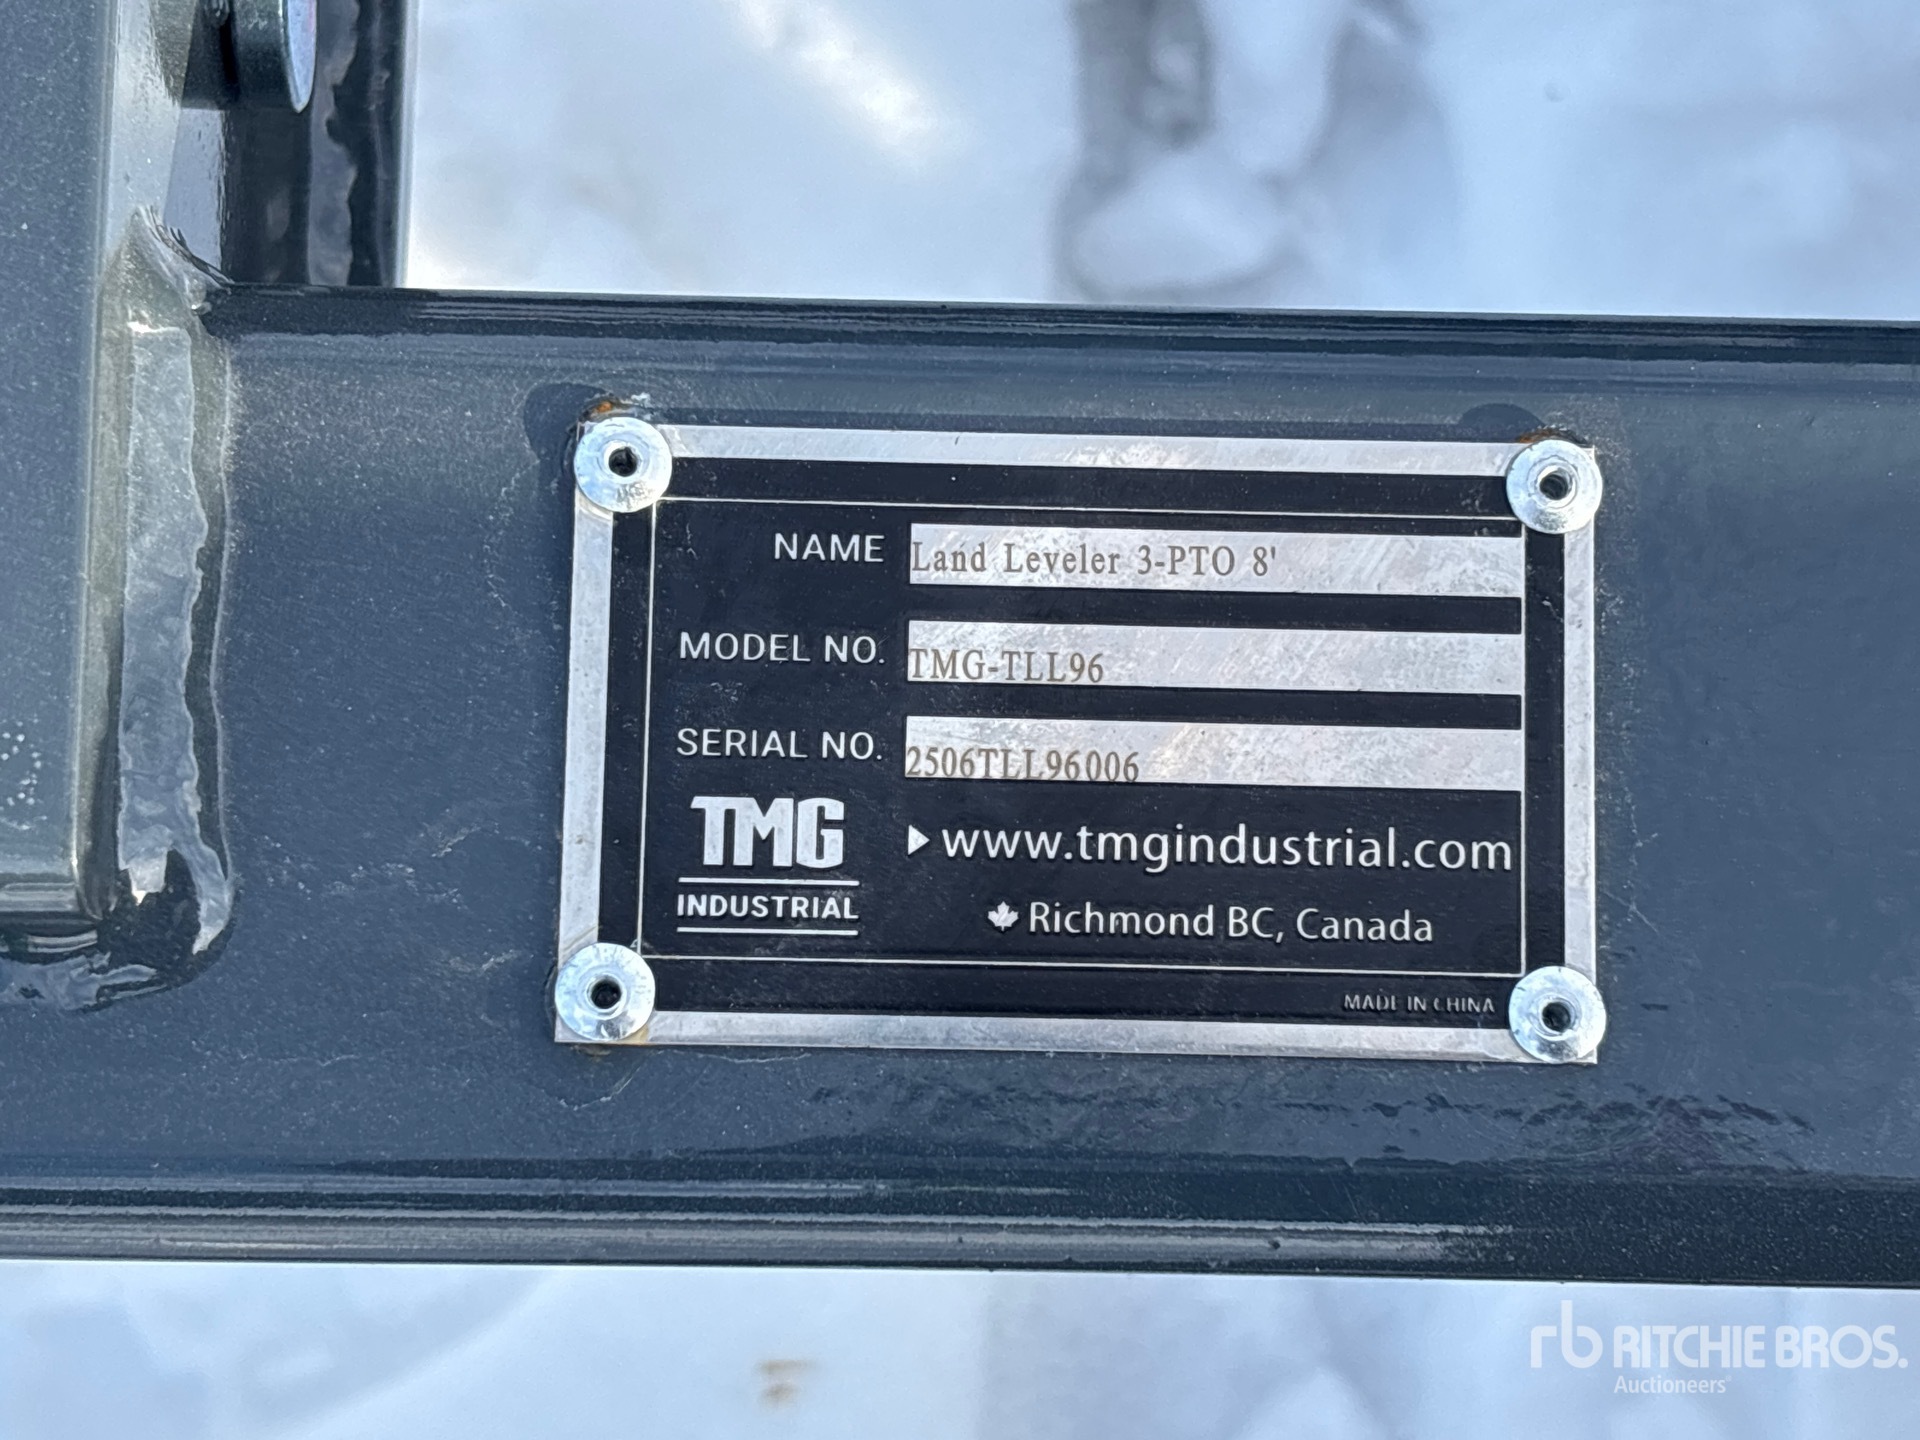 NAME Land Leveler 3-PTO 8'
MODEL NO. TMG-TLL96
SERIAL NO. 2506TLL96006
TMG
INDUSTRIAL
www.tmgindustrial.com
Richmond BC, Canada
MADE IN CHINA
rb RITCHIE BROS.
Auctioneers